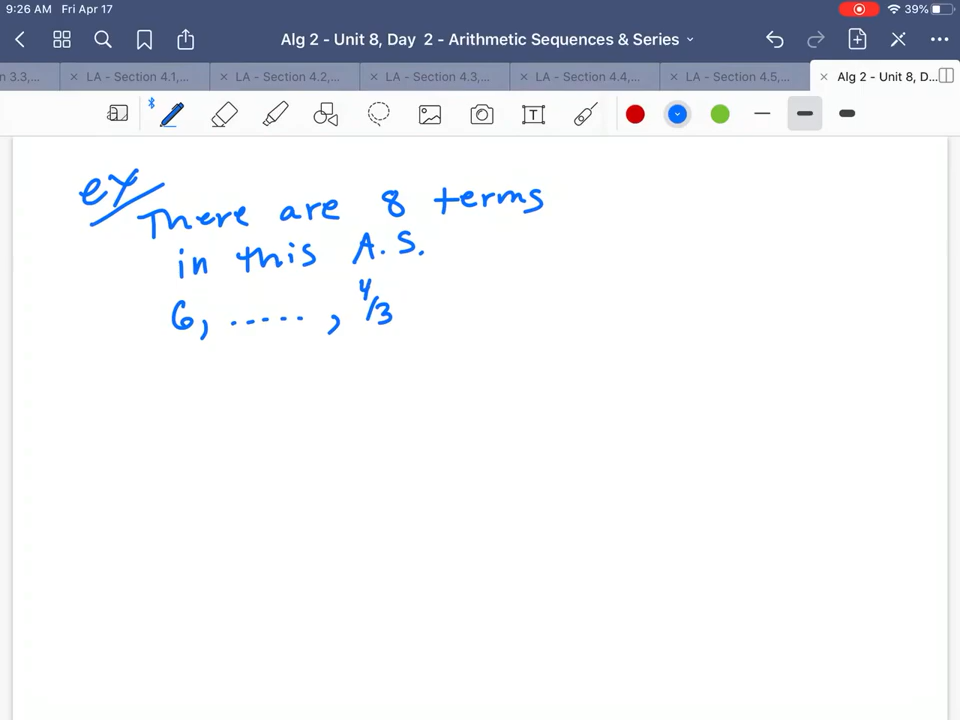 9:26 AM Fri Apr 17
39%
Alg 2 - Unit 8, Day 2 - Arithmetic Sequences & Series
n 3.3,...
LA - Section 4.1,...
LA - Section 4.2,...
LA - Section 4.3,...
LA - Section 4.4,...
LA - Section 4.5,...
Alg 2 - Unit 8, D...
T
ex
There are 8 terms
in this A.S.
6, ..... , 4/3